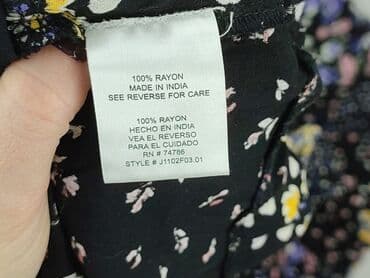 100% RAYON
MADE IN INDIA
SEE REVERSE FOR CARE
100% RAYON
HECHO EN INDIA
VEA EL REVERSO
PARA EL CUIDADO
RN # 74786
STYLE # J1102F03.01